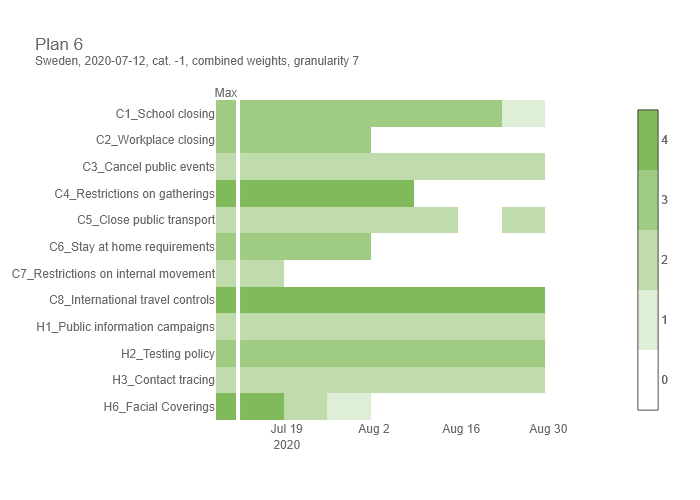 Plan 6
Sweden, 2020-07-12, cat. -1, combined weights, granularity 7
Max
C1_School closing
C2_Workplace closing
C3_Cancel public events
C4_Restrictions on gatherings
C5_Close public transport
C6_Stay at home requirements
C7_Restrictions on internal movement
C8_International travel controls
H1_Public information campaigns
H2_Testing policy
H3_Contact tracing
H6_Facial Coverings
Jul 19 Aug 2 Aug 16 Aug 30
2020
4
3
2
1
0